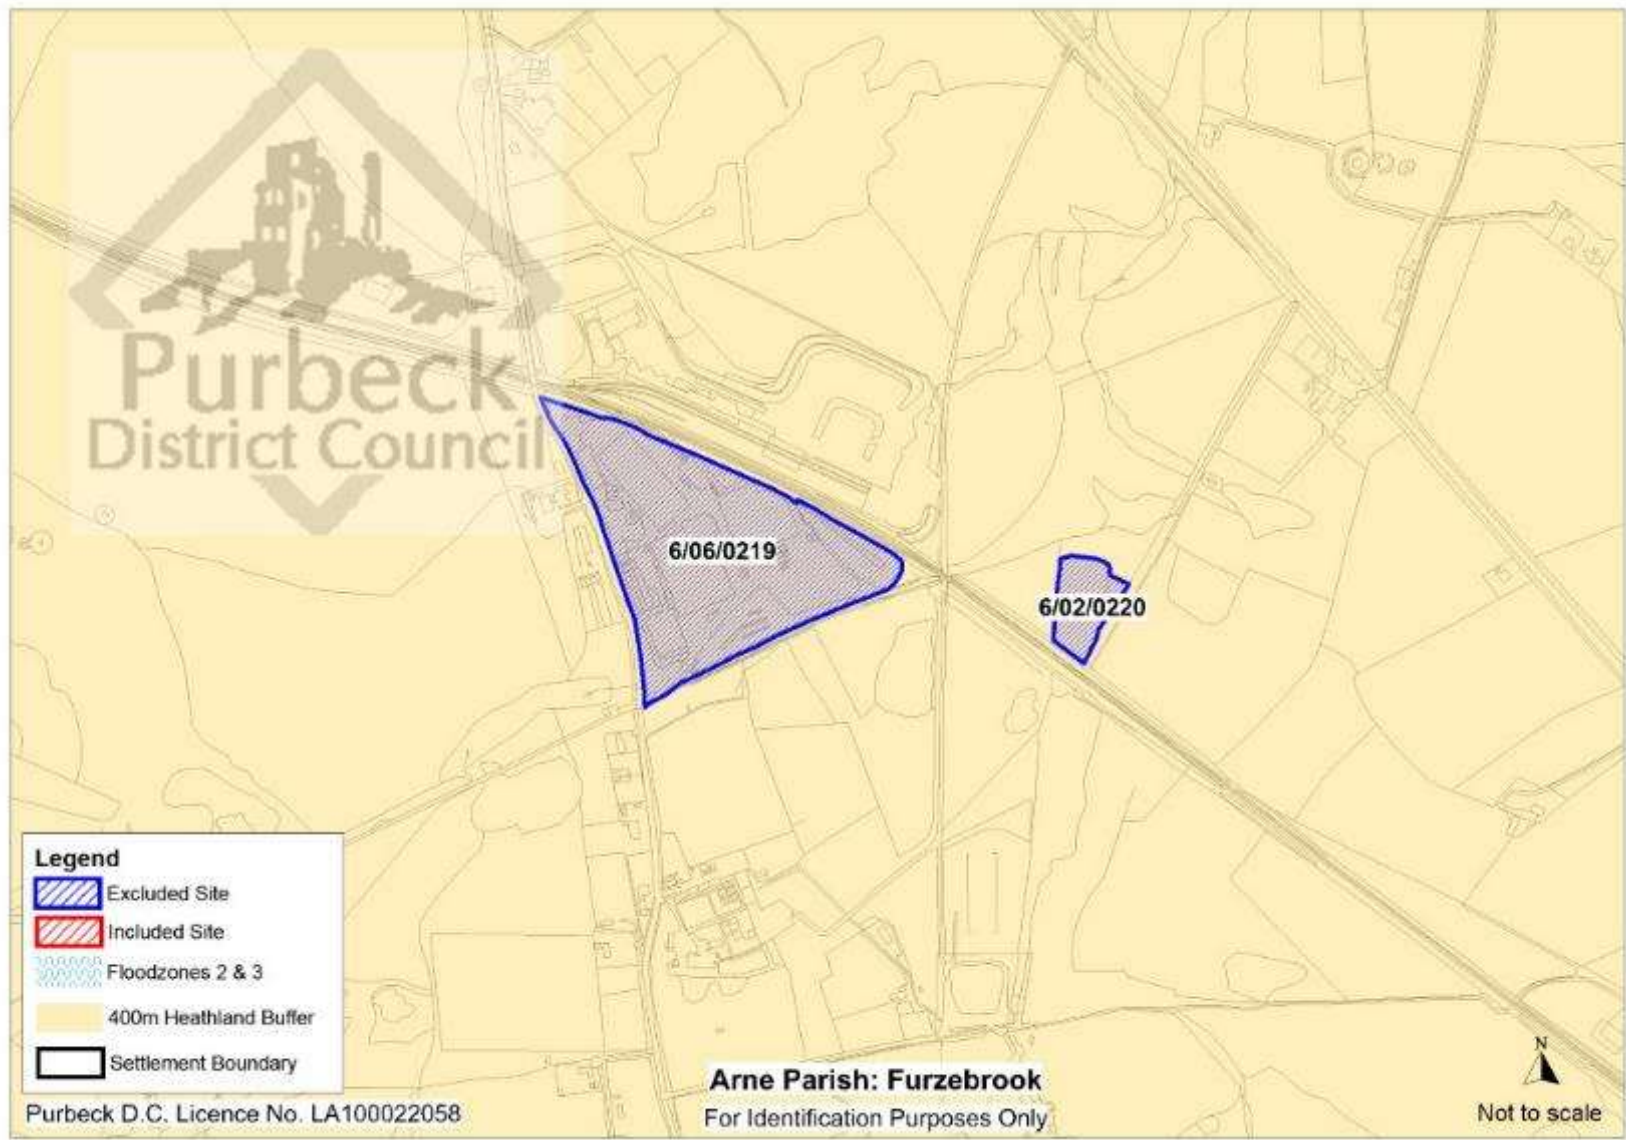 Purbeck
District Council
6/06/0219
6/02/0220
Legend
Excluded Site
Included Site
Floodzones 2 & 3
400m Heathland Buffer
Settlement Boundary
Purbeck D.C. Licence No. LA100022058
Arne Parish: Furzebrook
For Identification Purposes Only
N
Not to scale